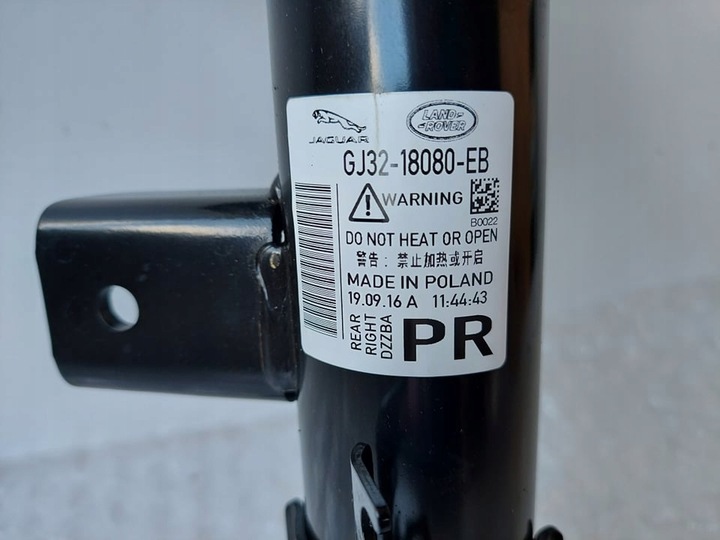 JAGUAR
LAND-
-ROVER
GJ32-18080-EB
WARNING
B0022
DO NOT HEAT OR OPEN
警告：禁止加热或开启
MADE IN POLAND
19.09.16 A 11:44:43
REAR
RIGHT
DZZBA
PR